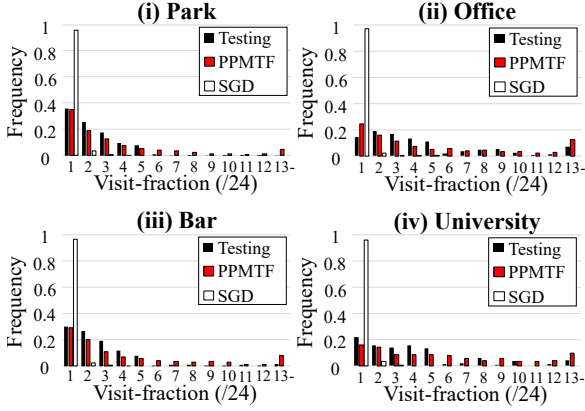 (i) Park
1
0.8
0.6
0.4
0.2
0
Frequency
Testing
PPMTF
SGD
1 2 3 4 5 6 7 8 9 10 11 12 13-
Visit-fraction (/24)
(ii) Office
1
0.8
0.6
0.4
0.2
0
Frequency
Testing
PPMTF
SGD
1 2 3 4 5 6 7 8 9 10 11 12 13-
Visit-fraction (/24)
(iii) Bar
1
0.8
0.6
0.4
0.2
0
Frequency
Testing
PPMTF
SGD
1 2 3 4 5 6 7 8 9 10 11 12 13-
Visit-fraction (/24)
(iv) University
1
0.8
0.6
0.4
0.2
0
Frequency
Testing
PPMTF
SGD
1 2 3 4 5 6 7 8 9 10 11 12 13-
Visit-fraction (/24)